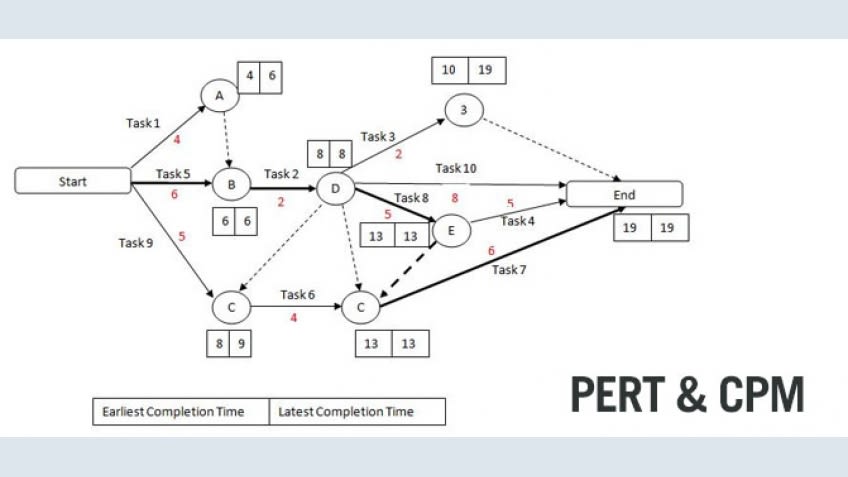 4 6
A
10 19
3
Task 1
4
8 8
Task 3
2
Start
Task 5
6
B
Task 2
2
D
Task 10
8
End
6 6
Task 8
5
13 13
E
5
Task 4
19 19
Task 9
5
6
Task 7
C
Task 6
4
C
8 9
13 13
PERT & CPM
Earliest Completion Time Latest Completion Time